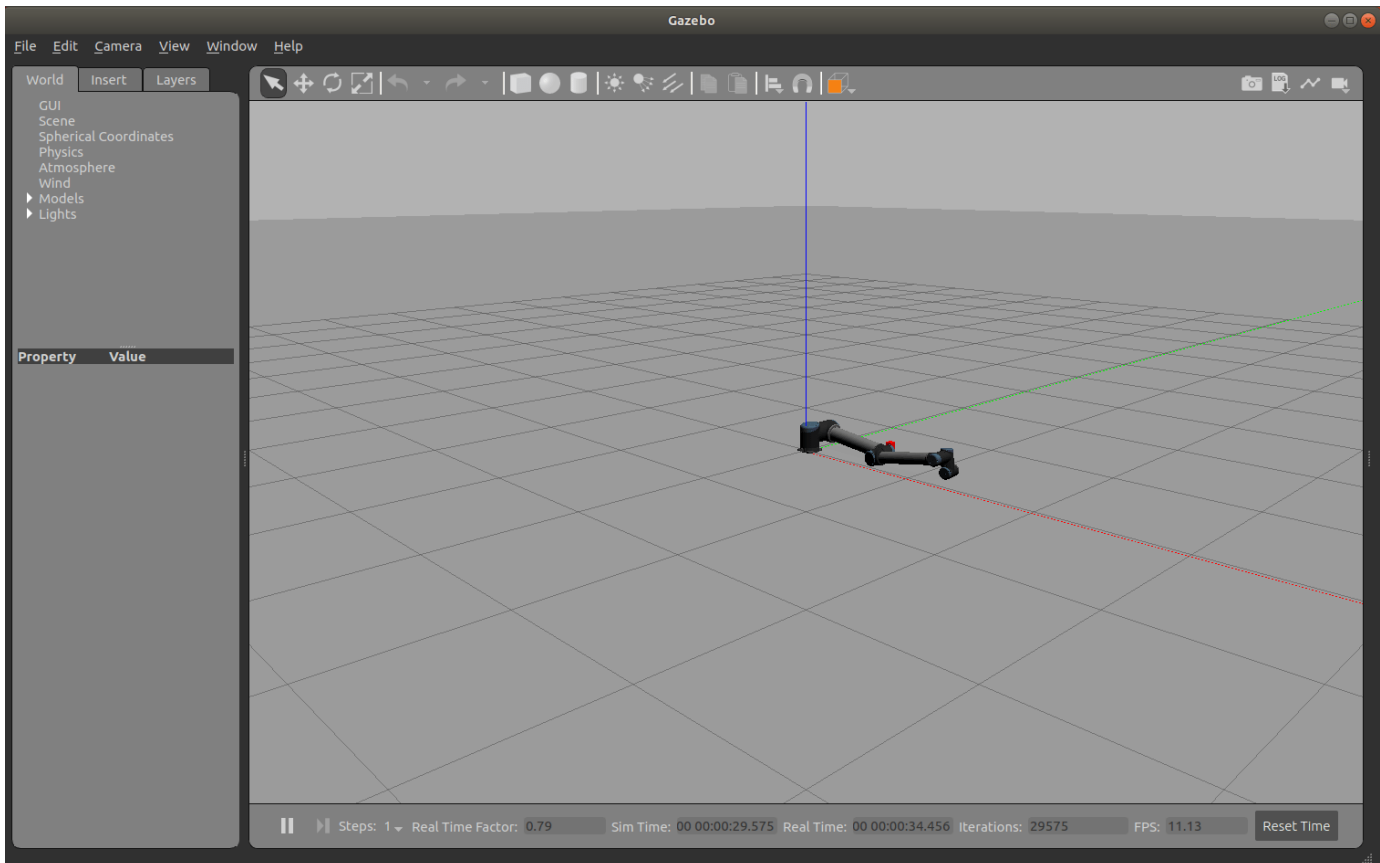 Gazebo
File Edit Camera View Window Help
World Insert Layers
LOG
GUI
Scene
Spherical Coordinates
Physics
Atmosphere
Wind
Models
Lights
Property Value
Steps: 1 Real Time Factor: 0.79 Sim Time: 00 00:00:29.575 Real Time: 00 00:00:34.456 Iterations: 29575 FPS: 11.13 Reset Time